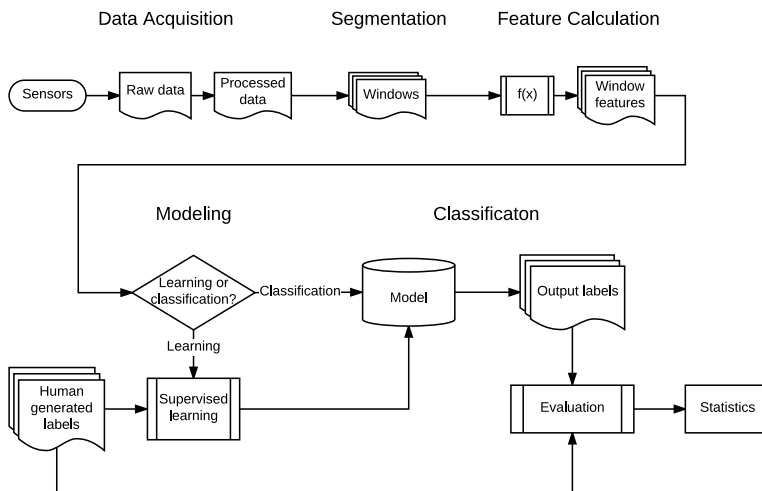 Data Acquisition
Segmentation
Feature Calculation
Sensors
Raw data
Processed
data
Windows
f(x)
Window
features
Modeling
Classificaton
Learning or
classification?
Classification
Model
Output labels
Learning
Human
generated
labels
Supervised
learning
Evaluation
Statistics